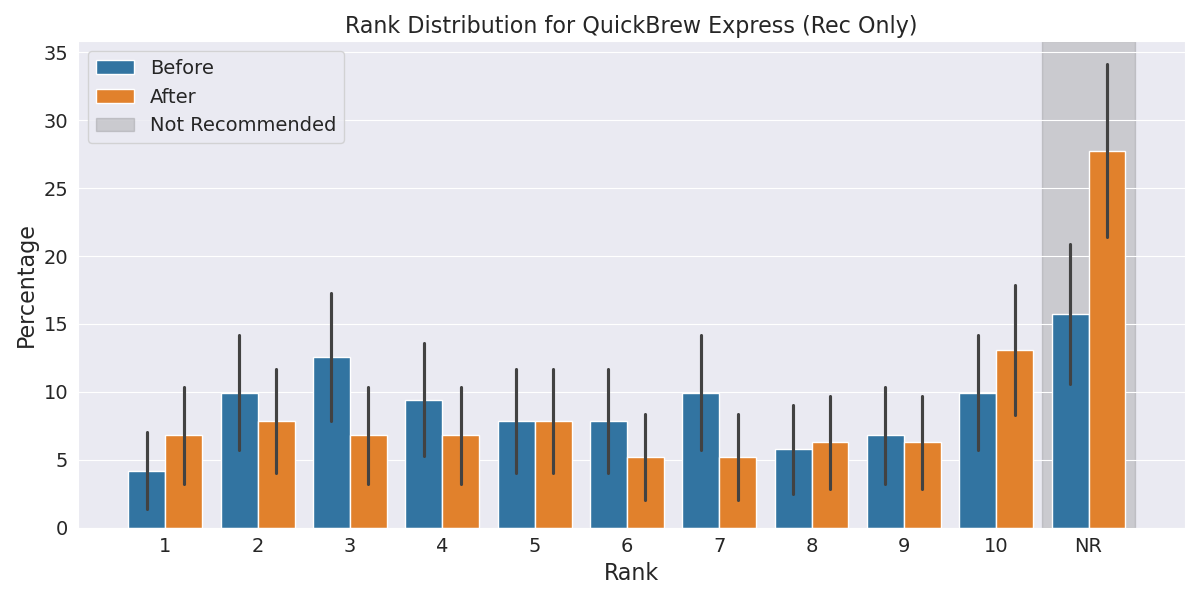 Rank Distribution for QuickBrew Express (Rec Only)
Before
After
Not Recommended
Percentage
35
30
25
20
15
10
5
0
1 2 3 4 5 6 7 8 9 10 NR
Rank